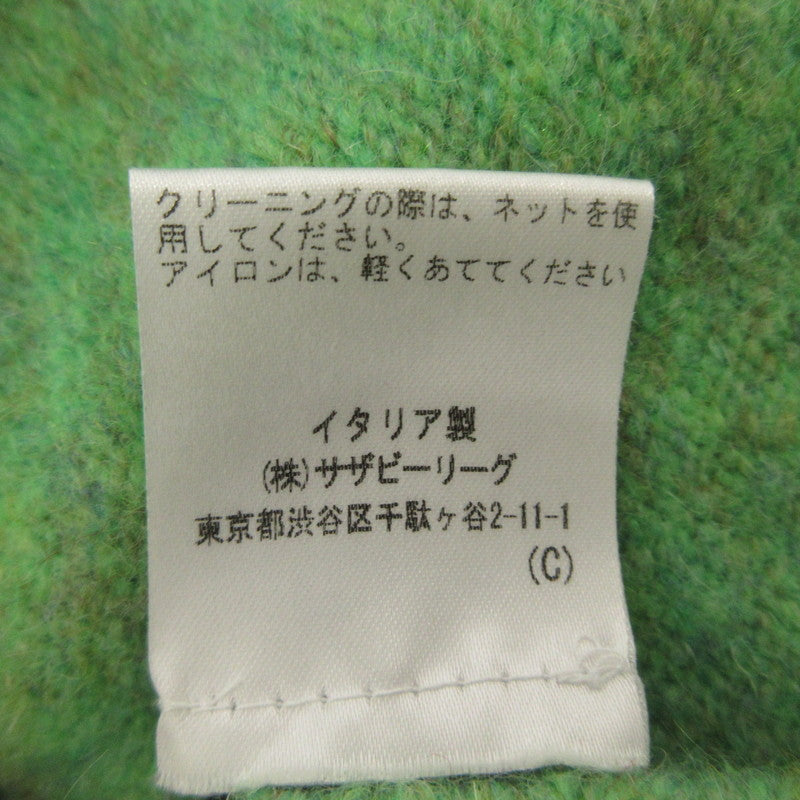 クリーニングの際は、ネットを使
用してください。
アイロンは、軽くあててください
イタリア製
(株)サザビーリーグ
東京都渋谷区千駄ヶ谷2-11-1
(C)